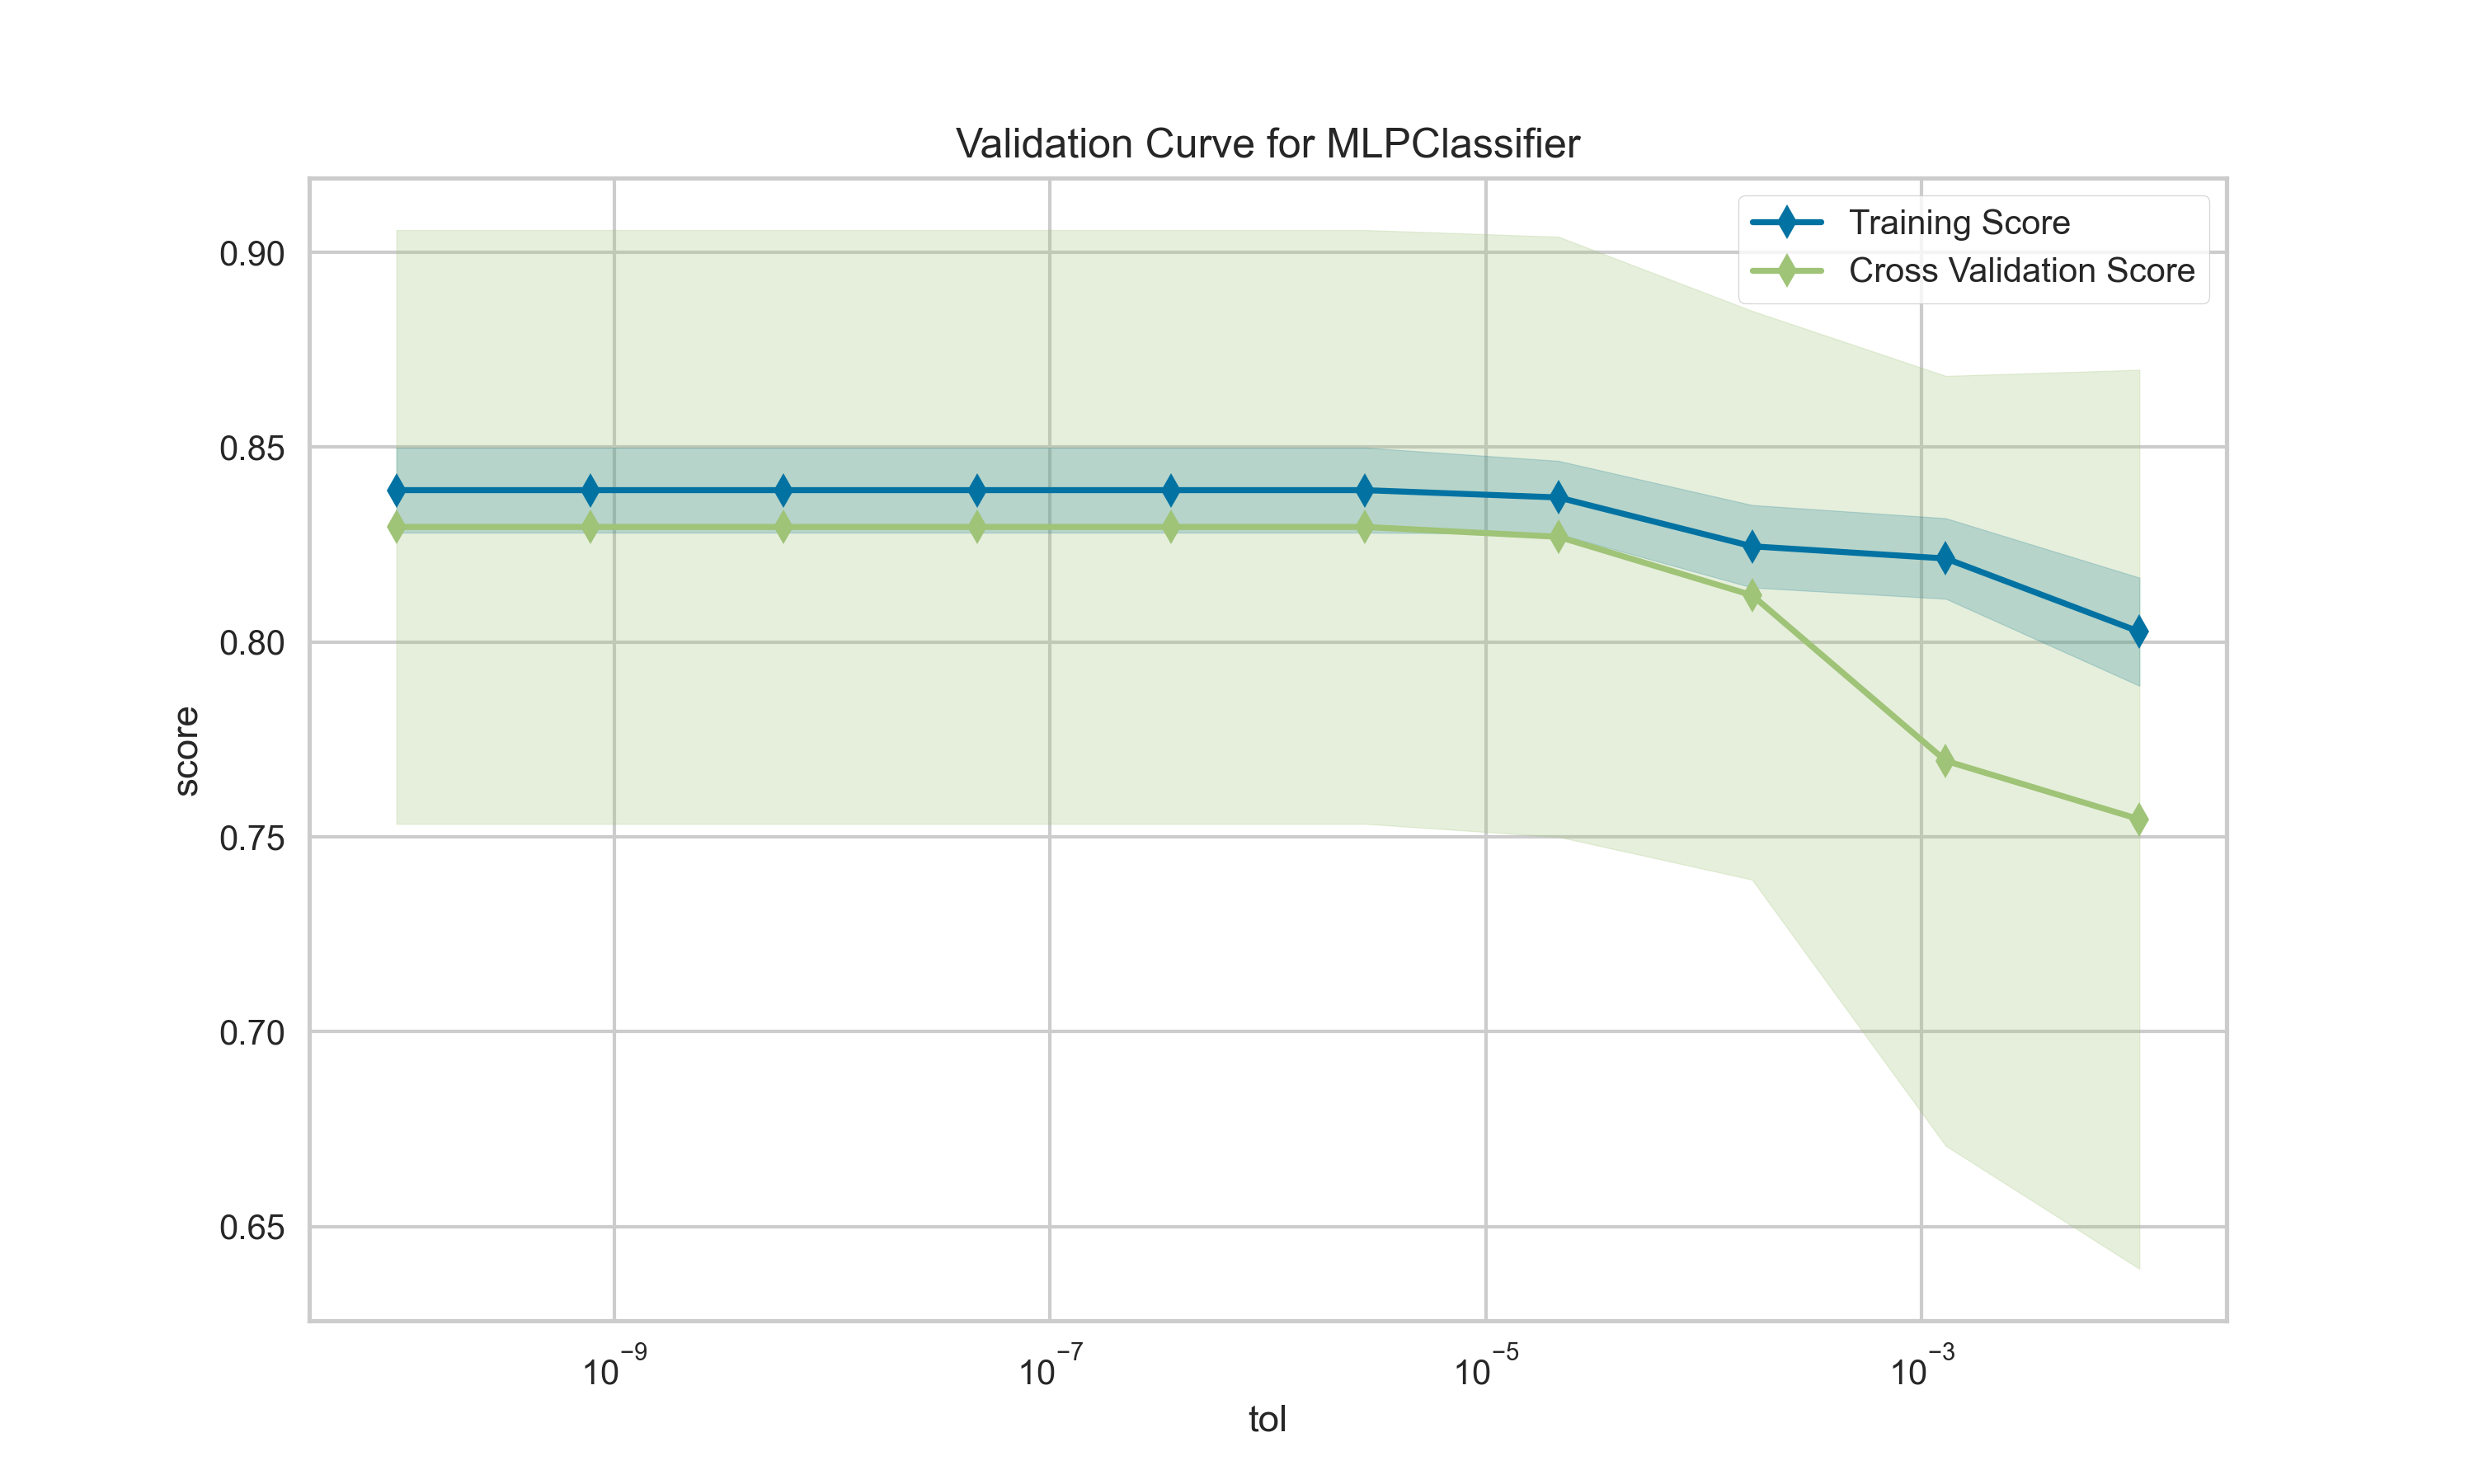 Validation Curve for MLPClassifier
Training Score
Cross Validation Score
0.90
0.85
0.80
0.75
0.70
0.65
score
10⁻⁹ 10⁻⁷ 10⁻⁵ 10⁻³
tol